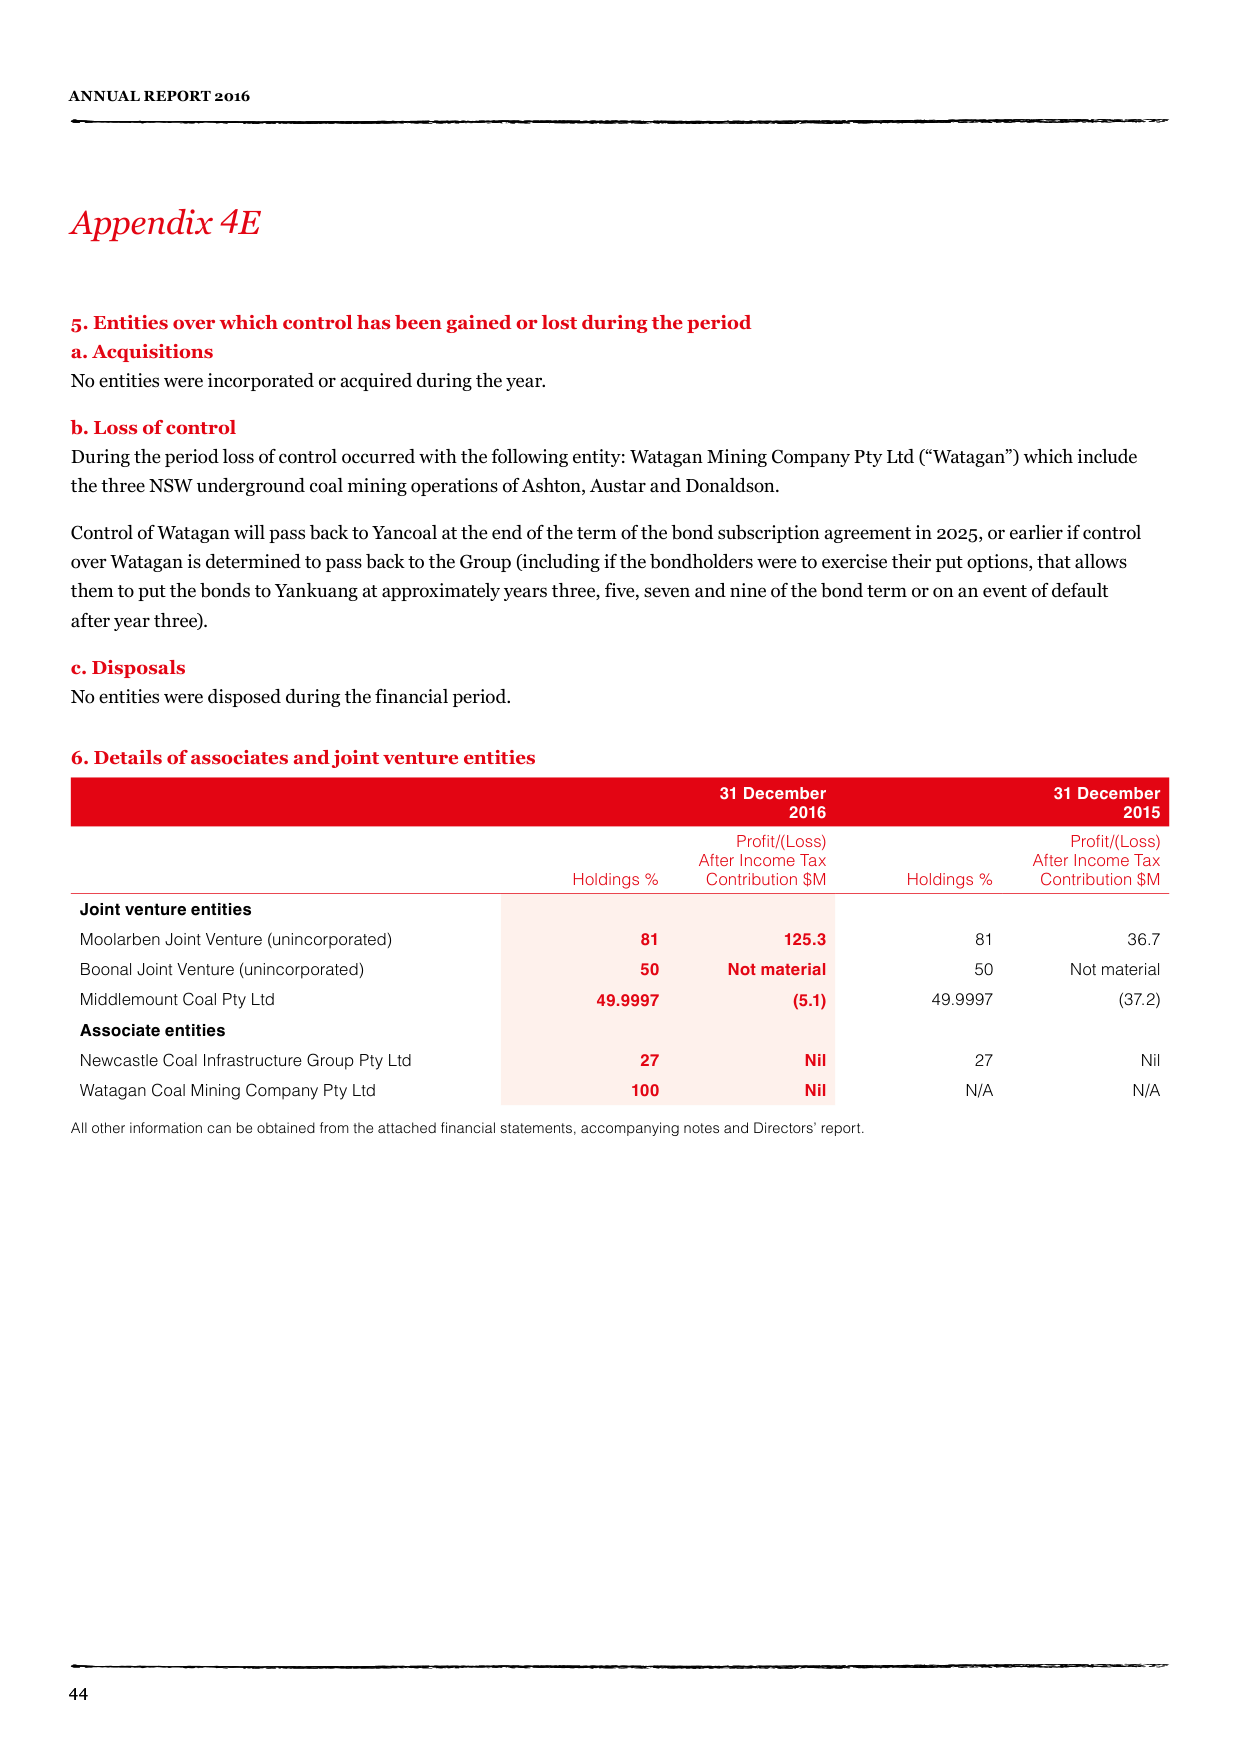 ANNUAL REPORT 2016
Appendix 4E
5. Entities over which control has been gained or lost during the period
a. Acquisitions
No entities were incorporated or acquired during the year.
b. Loss of control
During the period loss of control occurred with the following entity: Watagan Mining Company Pty Ltd (“Watagan”) which include
the three NSW underground coal mining operations of Ashton, Austar and Donaldson.
Control of Watagan will pass back to Yancoal at the end of the term of the bond subscription agreement in 2025, or earlier if control
over Watagan is determined to pass back to the Group (including if the bondholders were to exercise their put options, that allows
them to put the bonds to Yankuang at approximately years three, five, seven and nine of the bond term or on an event of default
after year three).
c. Disposals
No entities were disposed during the financial period.
6. Details of associates and joint venture entities
31 December 31 December
2016 2015
Profit/(Loss) Profit/(Loss)
After Income Tax After Income Tax
Holdings % Contribution $M Holdings % Contribution $M
Joint venture entities
Moolarben Joint Venture (unincorporated) 81 125.3 81 36.7
Boonal Joint Venture (unincorporated) 50 Not material 50 Not material
Middlemount Coal Pty Ltd 49.9997 (5.1) 49.9997 (37.2)
Associate entities
Newcastle Coal Infrastructure Group Pty Ltd 27 Nil 27 Nil
Watagan Coal Mining Company Pty Ltd 100 Nil N/A N/A
All other information can be obtained from the attached financial statements, accompanying notes and Directors’ report.
44